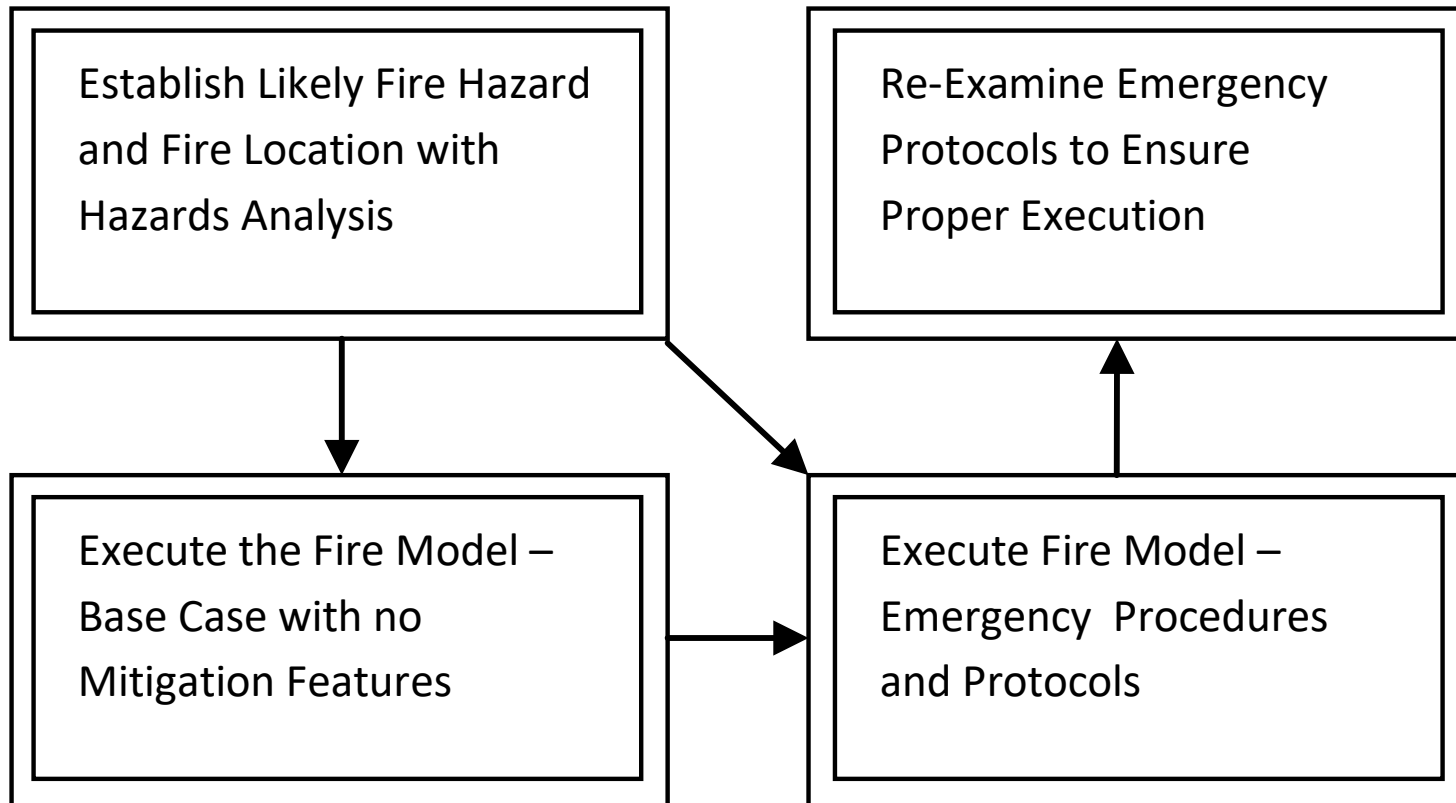 Establish Likely Fire Hazard
and Fire Location with
Hazards Analysis
Re-Examine Emergency
Protocols to Ensure
Proper Execution
Execute the Fire Model –
Base Case with no
Mitigation Features
Execute Fire Model –
Emergency  Procedures
and Protocols